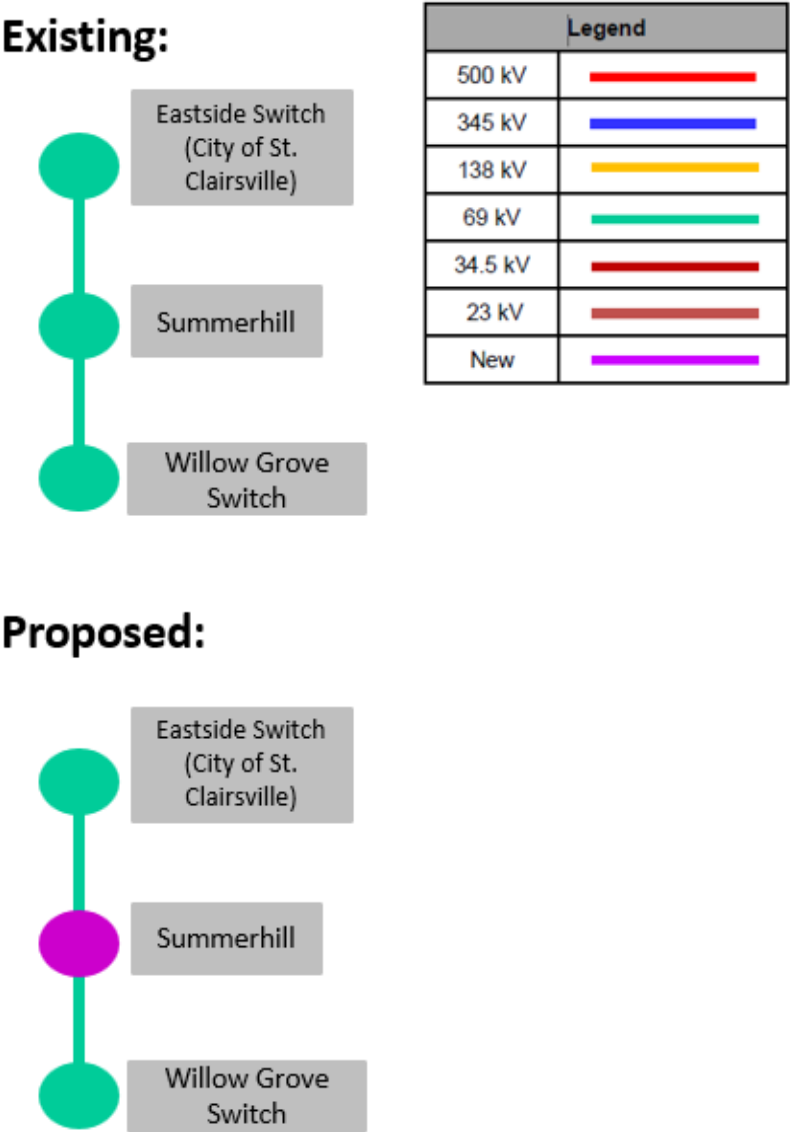 Existing:
Legend
500 kV
345 kV
138 kV
69 kV
34.5 kV
23 kV
New
Eastside Switch
(City of St.
Clairsville)
Summerhill
Willow Grove
Switch
Proposed:
Eastside Switch
(City of St.
Clairsville)
Summerhill
Willow Grove
Switch